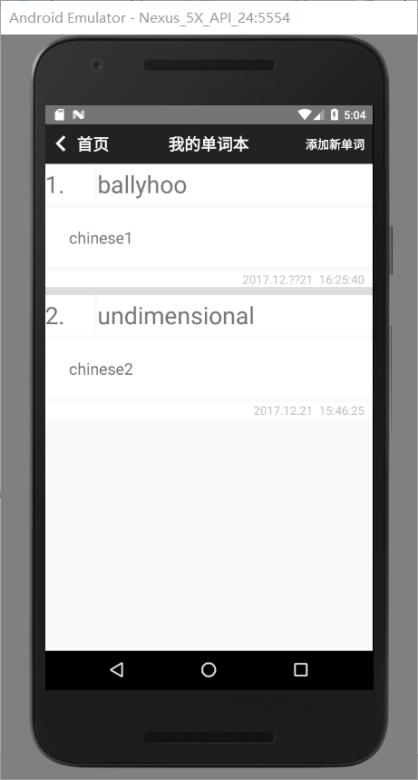 Android Emulator - Nexus_5X_API_24:5554
5:04
首页 我的单词本 添加新单词
1. ballyhoo
chinese1
2017.12.??21 16:25:40
2. undimensional
chinese2
2017.12.21 15:46:25